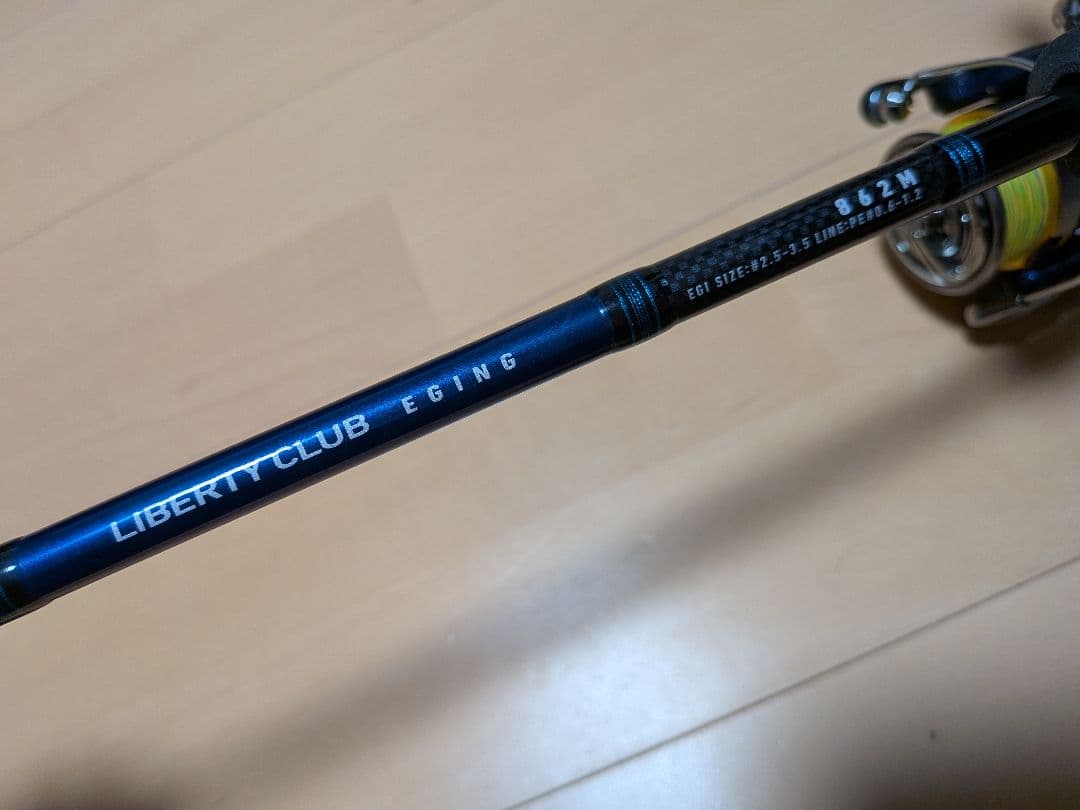 LIBERTY CLUB EGING
862M
EGI SIZE:#2.5-3.5 LINE:PE#0.6-1.2